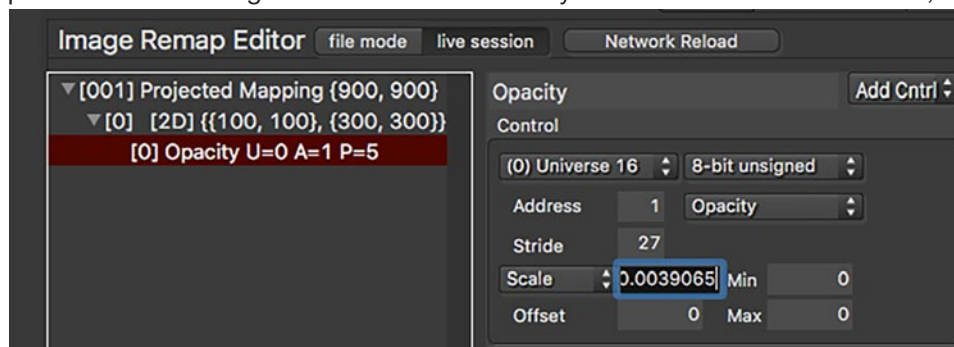 Image Remap Editor file mode live session Network Reload
[001] Projected Mapping {900, 900}
[0] [2D] {{100, 100}, {300, 300}}
[0] Opacity U=0 A=1 P=5
Opacity Add Cntrl
Control
(0) Universe 16 8-bit unsigned
Address 1 Opacity
Stride 27
Scale 0.0039065 Min 0
Offset 0 Max 0